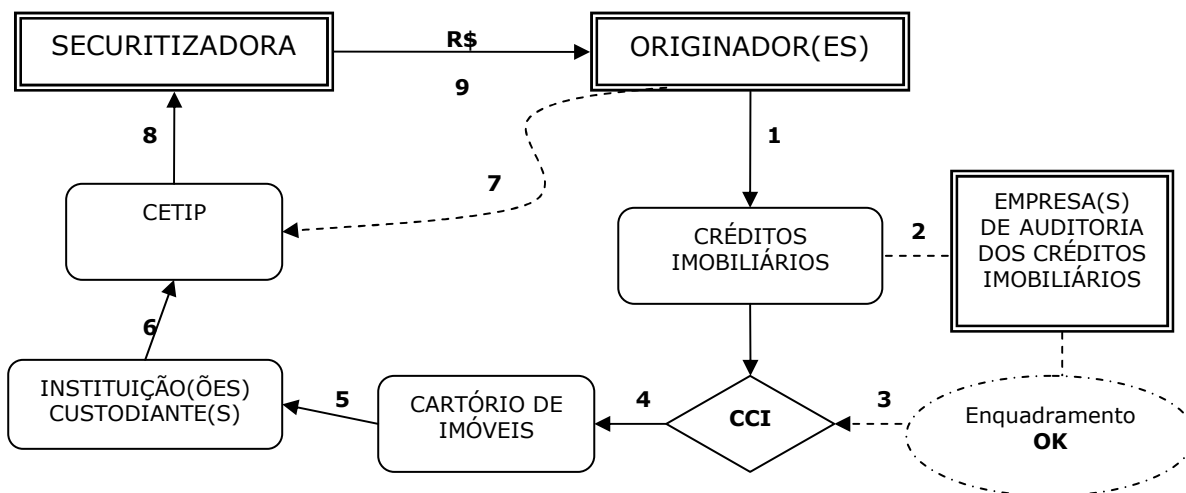 SECURITIZADORA
R$
ORIGINADOR(ES)
9
8
1
7
CETIP
CRÉDITOS
IMOBILIÁRIOS
2
EMPRESA(S)
DE AUDITORIA
DOS CRÉDITOS
IMOBILIÁRIOS
6
INSTITUIÇÃO(ÕES)
CUSTODIANTE(S)
5
CARTÓRIO DE
IMÓVEIS
4
CCI
3
Enquadramento
OK